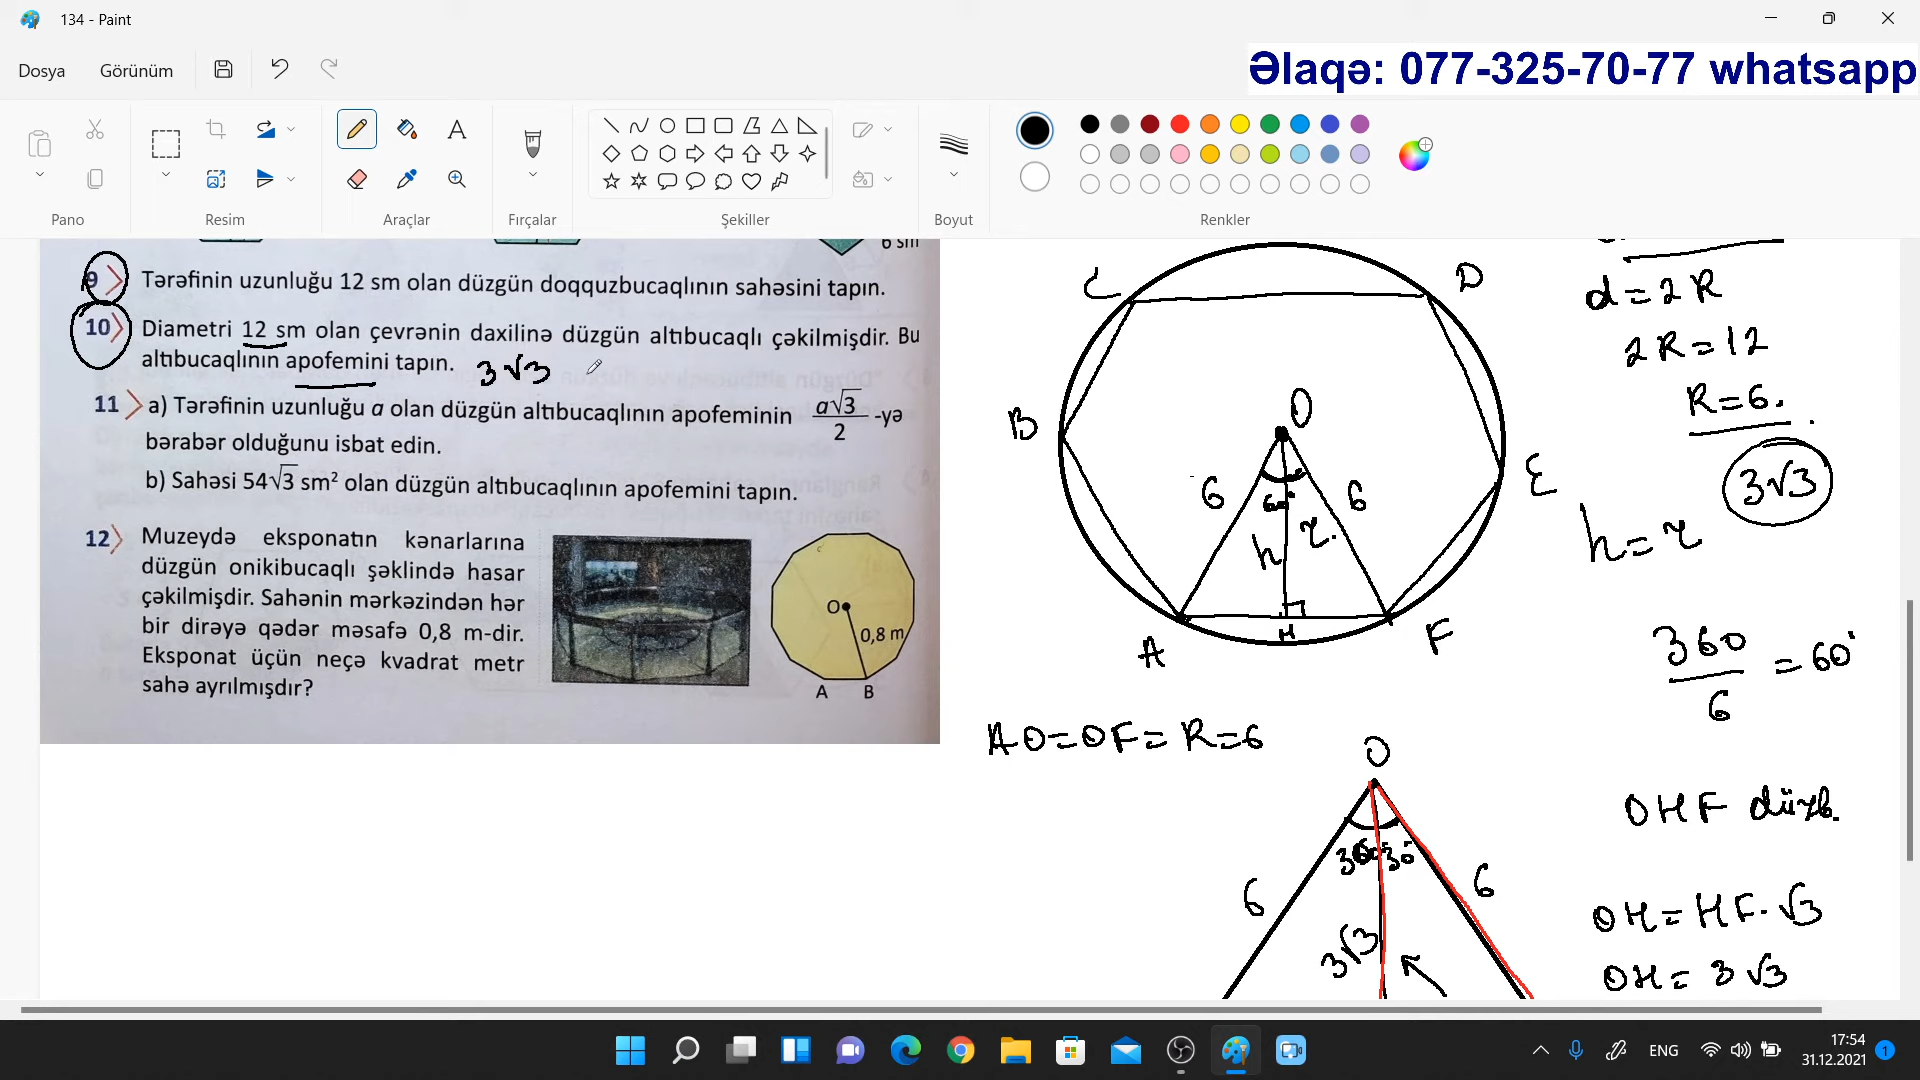 134 - Paint
Dosya
Görünüm
Əlaqə: 077-325-70-77 whatsapp
Pano
Resim
Araçlar
Fırçalar
Şekiller
Boyut
Renkler
6 sm
9 Tərəfinin uzunluğu 12 sm olan düzgün doqquzbucaqlının sahəsini tapın.
10 Diametri 12 sm olan çevrənin daxilinə düzgün altıbucaqlı çəkilmişdir. Bu
altıbucaqlının apofemini tapın. 3√3
11 a) Tərəfinin uzunluğu a olan düzgün altıbucaqlının apofeminin a√3/2 -yə
bərabər olduğunu isbat edin.
b) Sahəsi 54√3 sm² olan düzgün altıbucaqlının apofemini tapın.
12 Muzeydə eksponatın kənarlarına
düzgün onikibucaqlı şəklində hasar
çəkilmişdir. Sahənin mərkəzindən hər
bir dirəyə qədər məsafə 0,8 m-dir.
Eksponat üçün neçə kvadrat metr
sahə ayrılmışdır?
O
0,8 m
A B
C
D
B
O
E
6
60°
6
h
r.
A
H
F
d=2R
2R=12
R=6.
3√3
h=r
360/6 = 60°
AO=OF=R=6
O
30°
6
6
3√3
OHF düzb.
OH=HF·√3
OH=3√3
ENG
17:54
31.12.2021
1